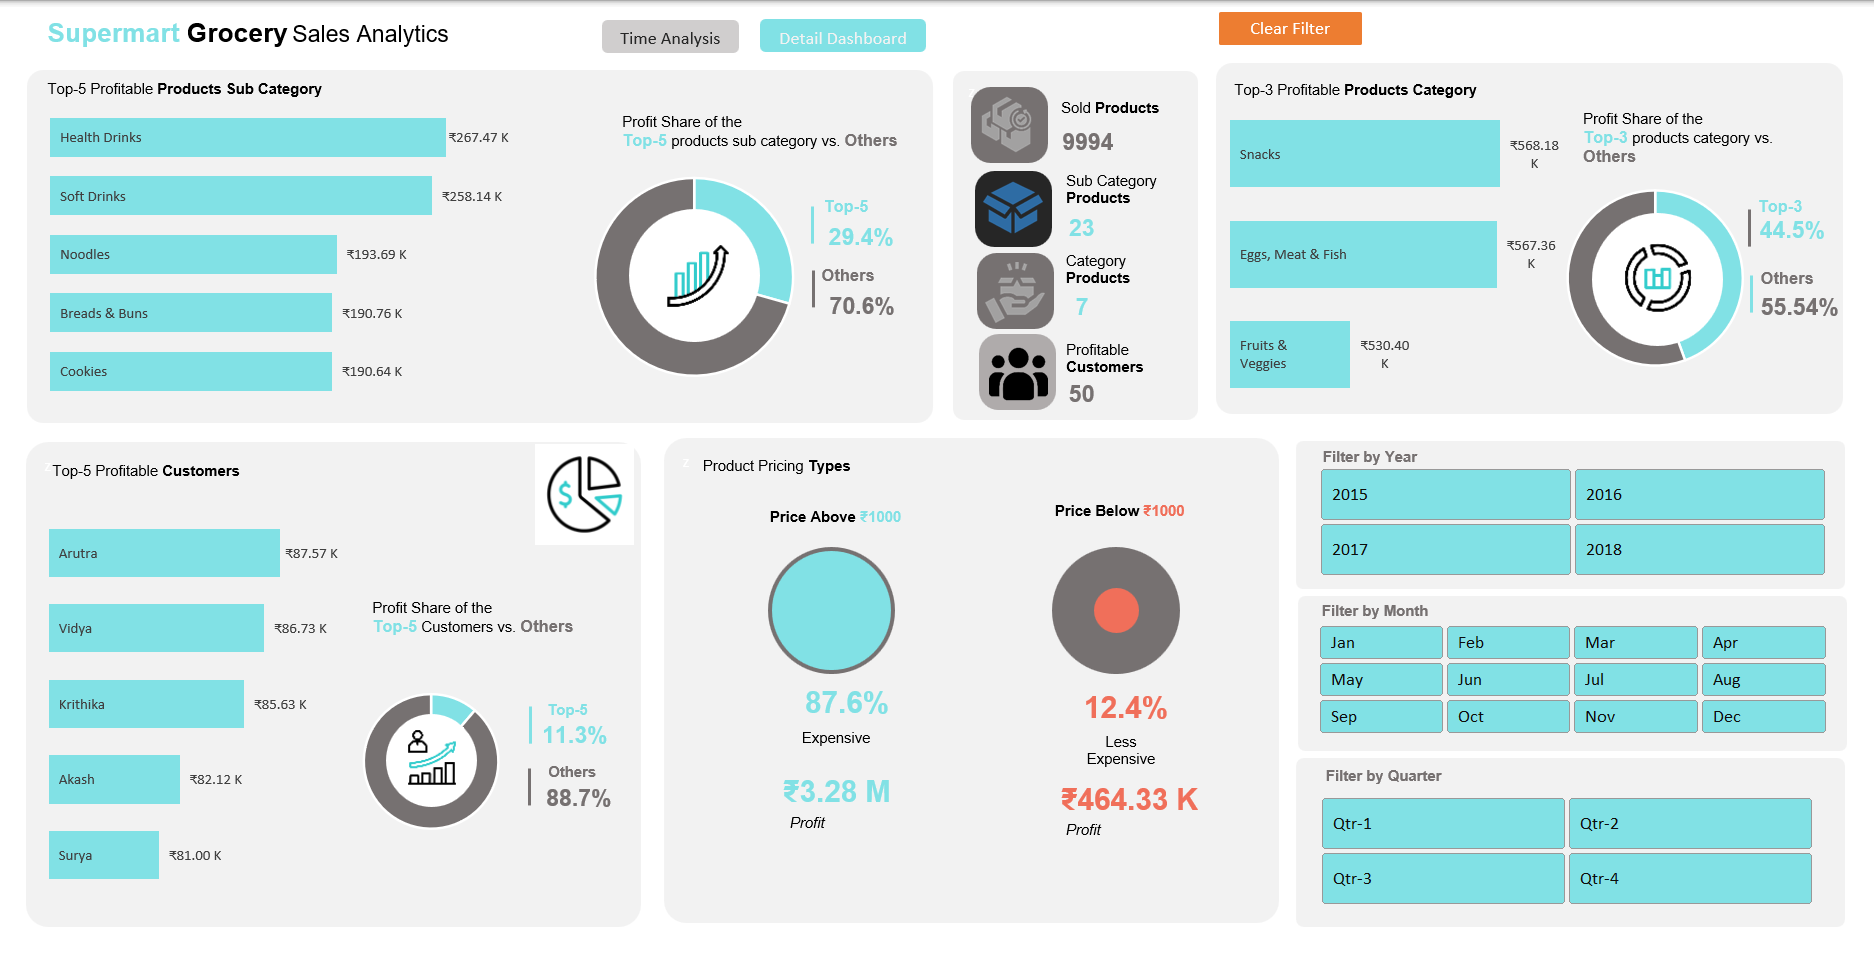 Supermart Grocery Sales Analytics
Time Analysis
Detail Dashboard
Clear Filter
Top-5 Profitable Products Sub Category
Health Drinks
₹267.47 K
Soft Drinks
₹258.14 K
Noodles
₹193.69 K
Breads & Buns
₹190.76 K
Cookies
₹190.64 K
Profit Share of the
Top-5 products sub category vs. Others
Top-5
29.4%
Others
70.6%
Sold Products
9994
Sub Category
Products
23
Category
Products
7
Profitable
Customers
50
Top-3 Profitable Products Category
Snacks
₹568.18
K
Eggs, Meat & Fish
₹567.36
K
Fruits &
Veggies
₹530.40
K
Profit Share of the
Top-3 products category vs.
Others
Top-3
44.5%
Others
55.54%
Top-5 Profitable Customers
$
Arutra
₹87.57 K
Vidya
₹86.73 K
Krithika
₹85.63 K
Akash
₹82.12 K
Surya
₹81.00 K
Profit Share of the
Top-5 Customers vs. Others
Top-5
11.3%
Others
88.7%
Product Pricing Types
Price Above ₹1000
87.6%
Expensive
₹3.28 M
Profit
Price Below ₹1000
12.4%
Less
Expensive
₹464.33 K
Profit
Filter by Year
2015
2016
2017
2018
Filter by Month
Jan
Feb
Mar
Apr
May
Jun
Jul
Aug
Sep
Oct
Nov
Dec
Filter by Quarter
Qtr-1
Qtr-2
Qtr-3
Qtr-4